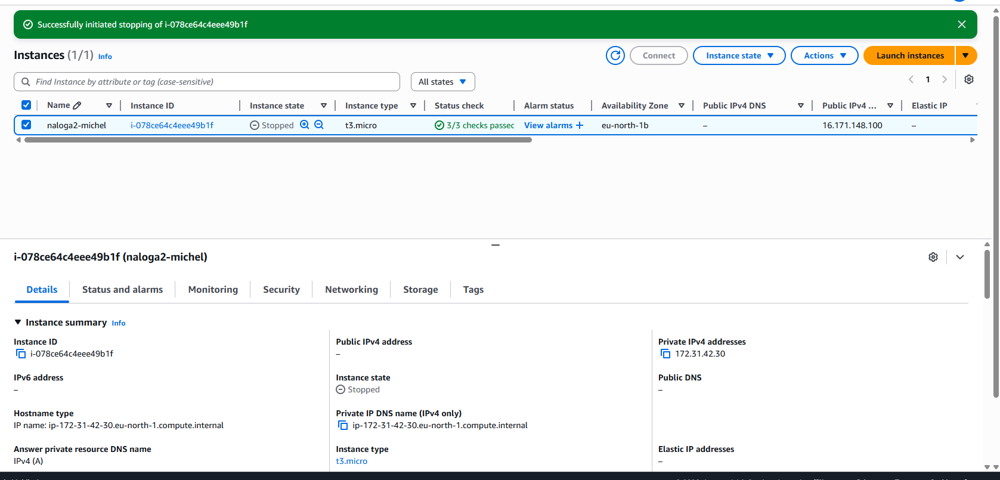 Successfully initiated stopping of i-078ce64c4eee49b1f
Instances (1/1) Info
Connect
Instance state
Actions
Launch instances
Find Instance by attribute or tag (case-sensitive)
All states
1
Name
Instance ID
Instance state
Instance type
Status check
Alarm status
Availability Zone
Public IPv4 DNS
Public IPv4 ...
Elastic IP
naloga2-michel
i-078ce64c4eee49b1f
Stopped
t3.micro
3/3 checks passec
View alarms +
eu-north-1b
–
16.171.148.100
–
i-078ce64c4eee49b1f (naloga2-michel)
Details
Status and alarms
Monitoring
Security
Networking
Storage
Tags
Instance summary Info
Instance ID
i-078ce64c4eee49b1f
Public IPv4 address
–
Private IPv4 addresses
172.31.42.30
IPv6 address
–
Instance state
Stopped
Public DNS
–
Hostname type
IP name: ip-172-31-42-30.eu-north-1.compute.internal
Private IP DNS name (IPv4 only)
ip-172-31-42-30.eu-north-1.compute.internal
Answer private resource DNS name
IPv4 (A)
Instance type
t3.micro
Elastic IP addresses
–